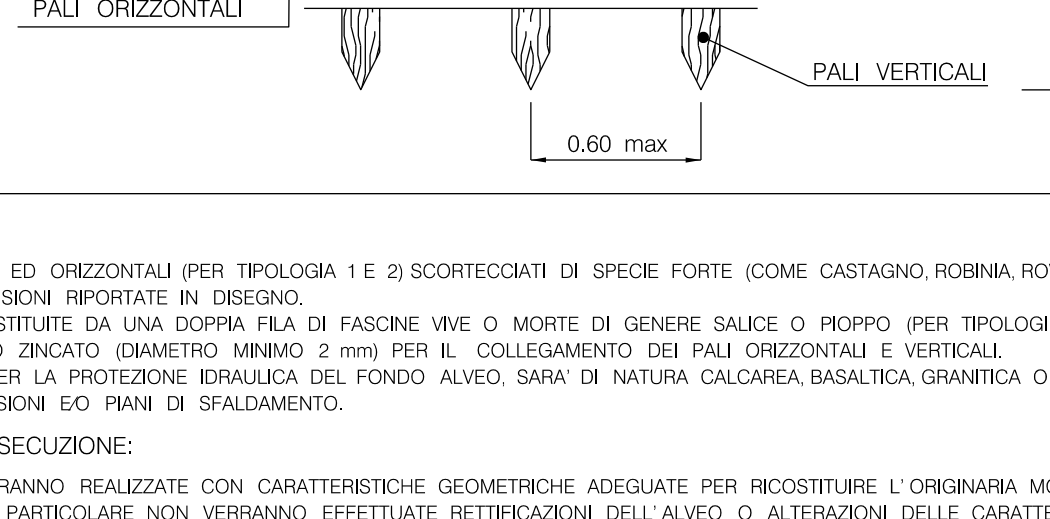 PALI ORIZZONTALI
PALI VERTICALI
0.60 max
ED ORIZZONTALI (PER TIPOLOGIA 1 E 2) SCORTECCIATI DI SPECIE FORTE (COME CASTAGNO, ROBINIA,
SIONI RIPORTATE IN DISEGNO.
STITUITE DA UNA DOPPIA FILA DI FASCINE VIVE O MORTE DI GENERE SALICE O PIOPPO (PER TIPOLOGI
O ZINCATO (DIAMETRO MINIMO 2 mm) PER IL COLLEGAMENTO DEI PALI ORIZZONTALI E VERTICALI.
ER LA PROTEZIONE IDRAULICA DEL FONDO ALVEO, SARA' DI NATURA CALCAREA, BASALTICA, GRANITICA O
SIONI E/O PIANI DI SFALDAMENTO.
SECUZIONE:
RANNO REALIZZATE CON CARATTERISTICHE GEOMETRICHE ADEGUATE PER RICOSTITUIRE L'ORIGINARIA MO
PARTICOLARE NON VERRANNO EFFETTUATE RETTIFICAZIONI DELL'ALVEO O ALTERAZIONI DELLE CARATTE